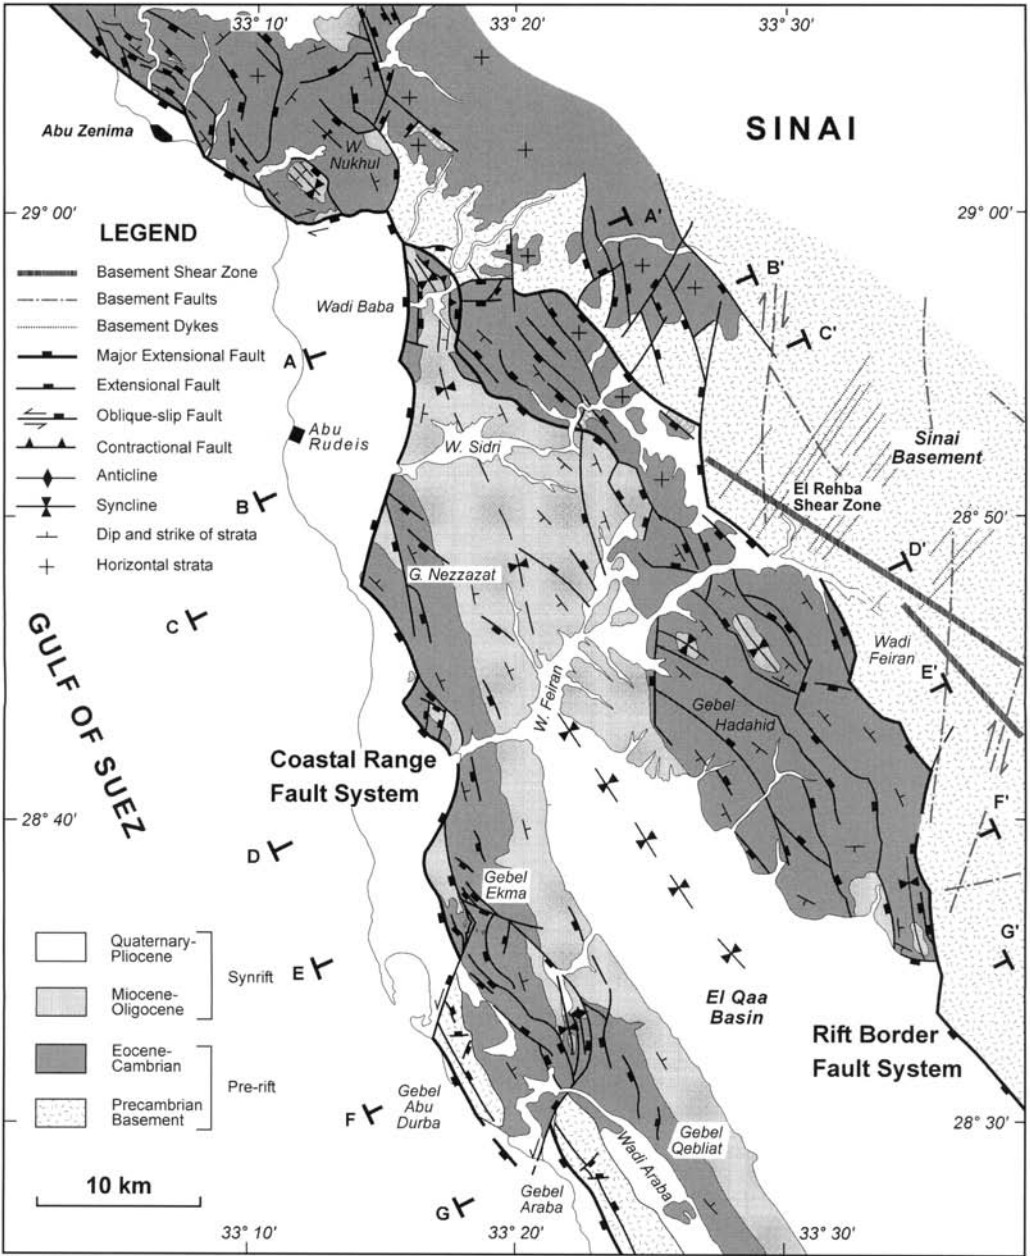 33° 10'
33° 20'
33° 30'
Abu Zenima
SINAI
W.
Nukhul
A'
29° 00'
29° 00'
LEGEND
Basement Shear Zone
Basement Faults
Basement Dykes
Major Extensional Fault
Extensional Fault
Oblique-slip Fault
Contractional Fault
Anticline
Syncline
Dip and strike of strata
Horizontal strata
B'
Wadi Baba
C'
A
Abu
Rudeis
W. Sidri
Sinai
Basement
El Rehba
Shear Zone
B
28° 50'
D'
G. Nezzazat
C
GULF OF SUEZ
Wadi
Feiran
E'
W. Feiran
Gebel
Hadahid
Coastal Range
Fault System
F'
28° 40'
D
Gebel
Ekma
G'
Quaternary-
Pliocene
Miocene-
Oligocene
Synrift
Eocene-
Cambrian
Precambrian
Basement
Pre-rift
E
El Qaa
Basin
Rift Border
Fault System
F
Gebel
Abu
Durba
28° 30'
Gebel
Qebliat
Wadi Araba
10 km
Gebel
Araba
G
33° 10'
33° 20'
33° 30'